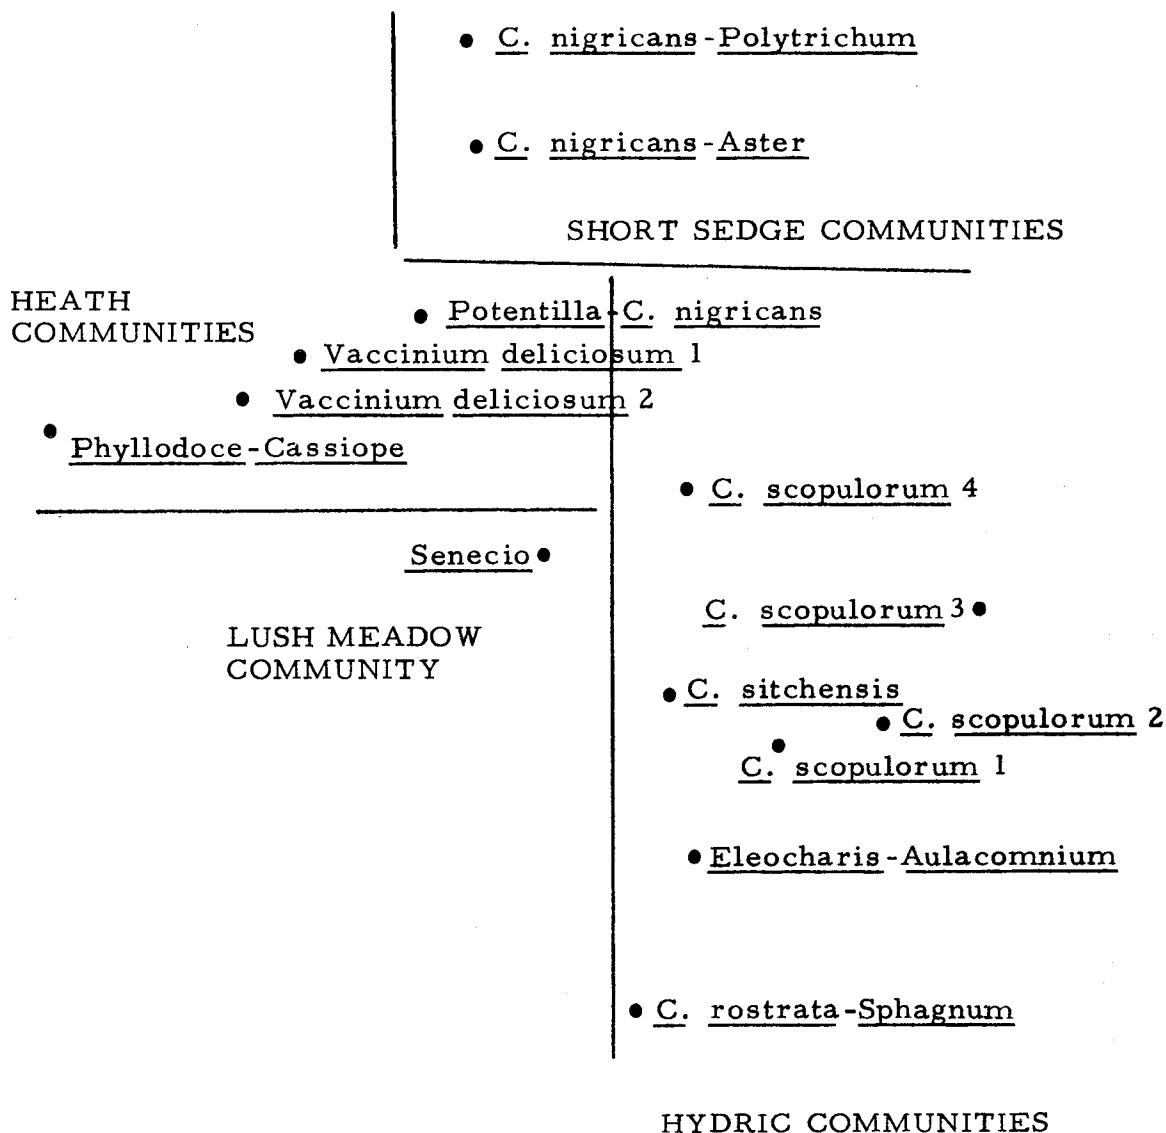 C. nigricans-Polytrichum
C. nigricans-Aster
SHORT SEDGE COMMUNITIES
HEATH
COMMUNITIES
Potentilla-C. nigricans
Vaccinium deliciosum 1
Vaccinium deliciosum 2
Phyllodoce-Cassiope
C. scopulorum 4
Senecio
C. scopulorum 3
LUSH MEADOW
COMMUNITY
C. sitchensis
C. scopulorum 2
C. scopulorum 1
Eleocharis-Aulacomnium
C. rostrata-Sphagnum
HYDRIC COMMUNITIES